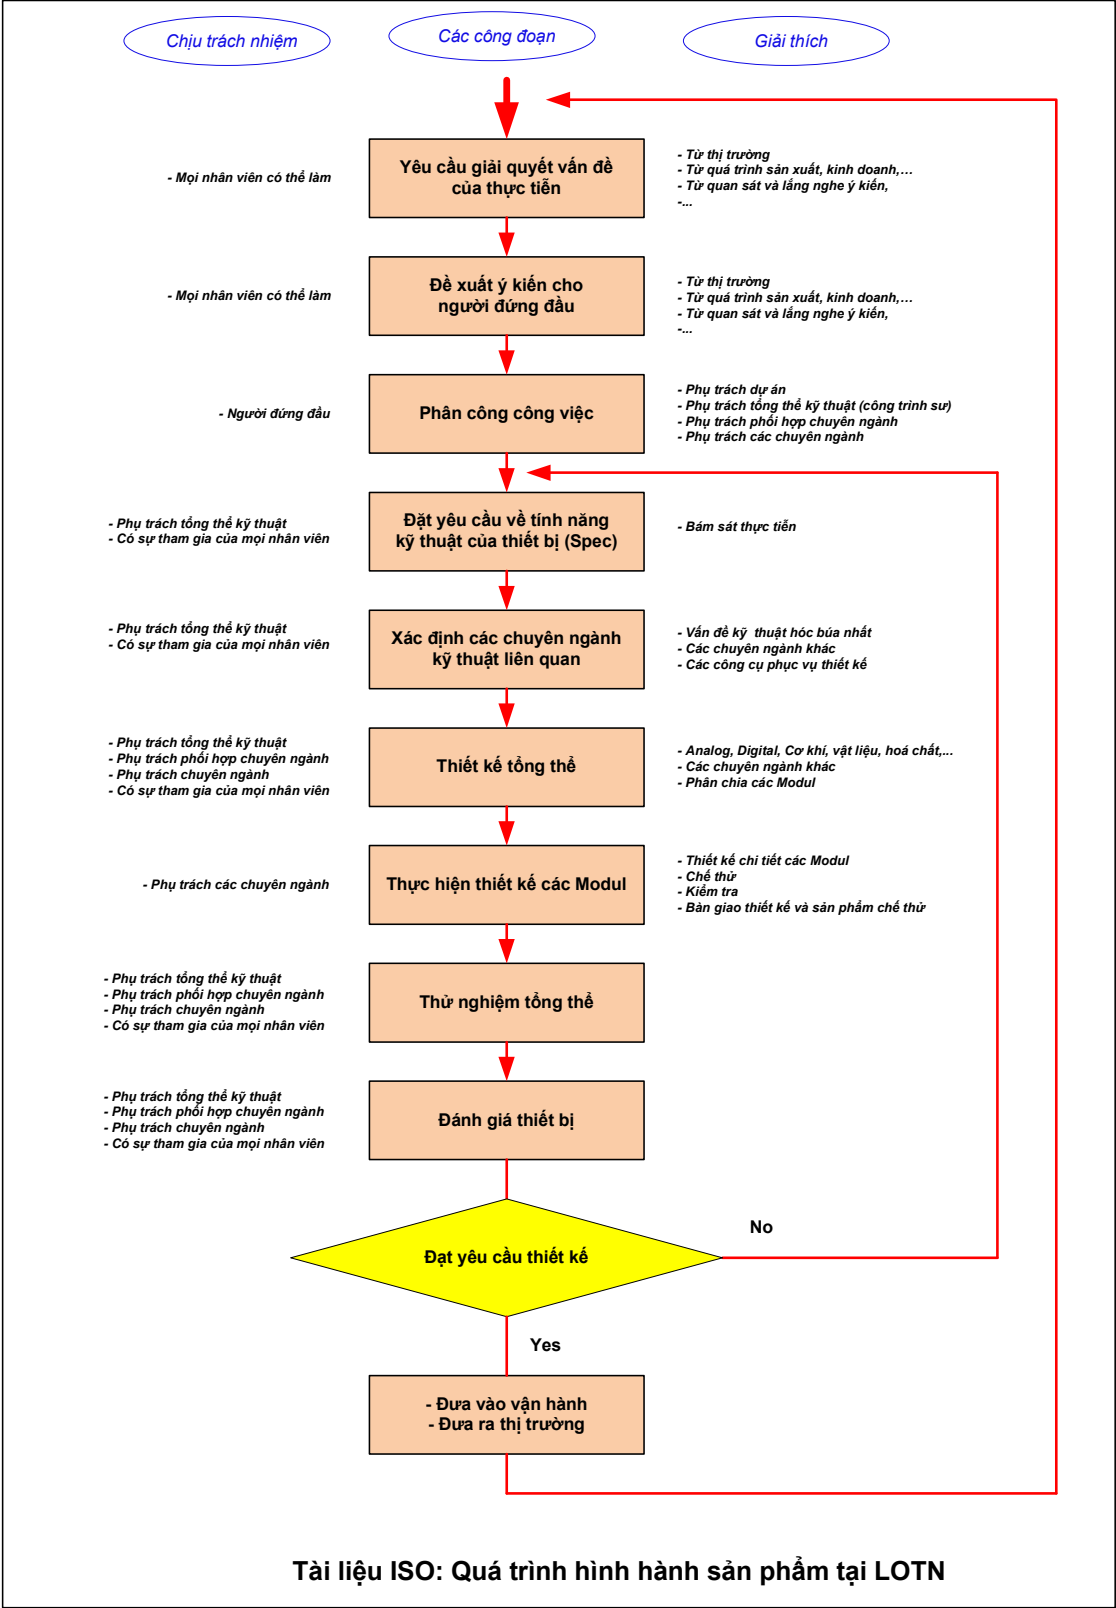 Chịu trách nhiệm
Các công đoạn
Giải thích
- Mọi nhân viên có thể làm
Yêu cầu giải quyết vấn đề
của thực tiễn
- Từ thị trường
- Từ quá trình sản xuất, kinh doanh,...
- Từ quan sát và lắng nghe ý kiến,
-...
- Mọi nhân viên có thể làm
Đề xuất ý kiến cho
người đứng đầu
- Từ thị trường
- Từ quá trình sản xuất, kinh doanh,...
- Từ quan sát và lắng nghe ý kiến,
-...
- Người đứng đầu
Phân công công việc
- Phụ trách dự án
- Phụ trách tổng thể kỹ thuật (công trình sư)
- Phụ trách phối hợp chuyên ngành
- Phụ trách các chuyên ngành
- Phụ trách tổng thể kỹ thuật
- Có sự tham gia của mọi nhân viên
Đặt yêu cầu về tính năng
kỹ thuật của thiết bị (Spec)
- Bám sát thực tiễn
- Phụ trách tổng thể kỹ thuật
- Có sự tham gia của mọi nhân viên
Xác định các chuyên ngành
kỹ thuật liên quan
- Vấn đề kỹ thuật hóc búa nhất
- Các chuyên ngành khác
- Các công cụ phục vụ thiết kế
- Phụ trách tổng thể kỹ thuật
- Phụ trách phối hợp chuyên ngành
- Phụ trách chuyên ngành
- Có sự tham gia của mọi nhân viên
Thiết kế tổng thể
- Analog, Digital, Cơ khí, vật liệu, hoá chất,...
- Các chuyên ngành khác
- Phân chia các Modul
- Phụ trách các chuyên ngành
Thực hiện thiết kế các Modul
- Thiết kế chi tiết các Modul
- Chế thử
- Kiểm tra
- Bàn giao thiết kế và sản phẩm chế thử
- Phụ trách tổng thể kỹ thuật
- Phụ trách phối hợp chuyên ngành
- Phụ trách chuyên ngành
- Có sự tham gia của mọi nhân viên
Thử nghiệm tổng thể
- Phụ trách tổng thể kỹ thuật
- Phụ trách phối hợp chuyên ngành
- Phụ trách chuyên ngành
- Có sự tham gia của mọi nhân viên
Đánh giá thiết bị
Đạt yêu cầu thiết kế
No
Yes
- Đưa vào vận hành
- Đưa ra thị trường
Tài liệu ISO: Quá trình hình hành sản phẩm tại LOTN